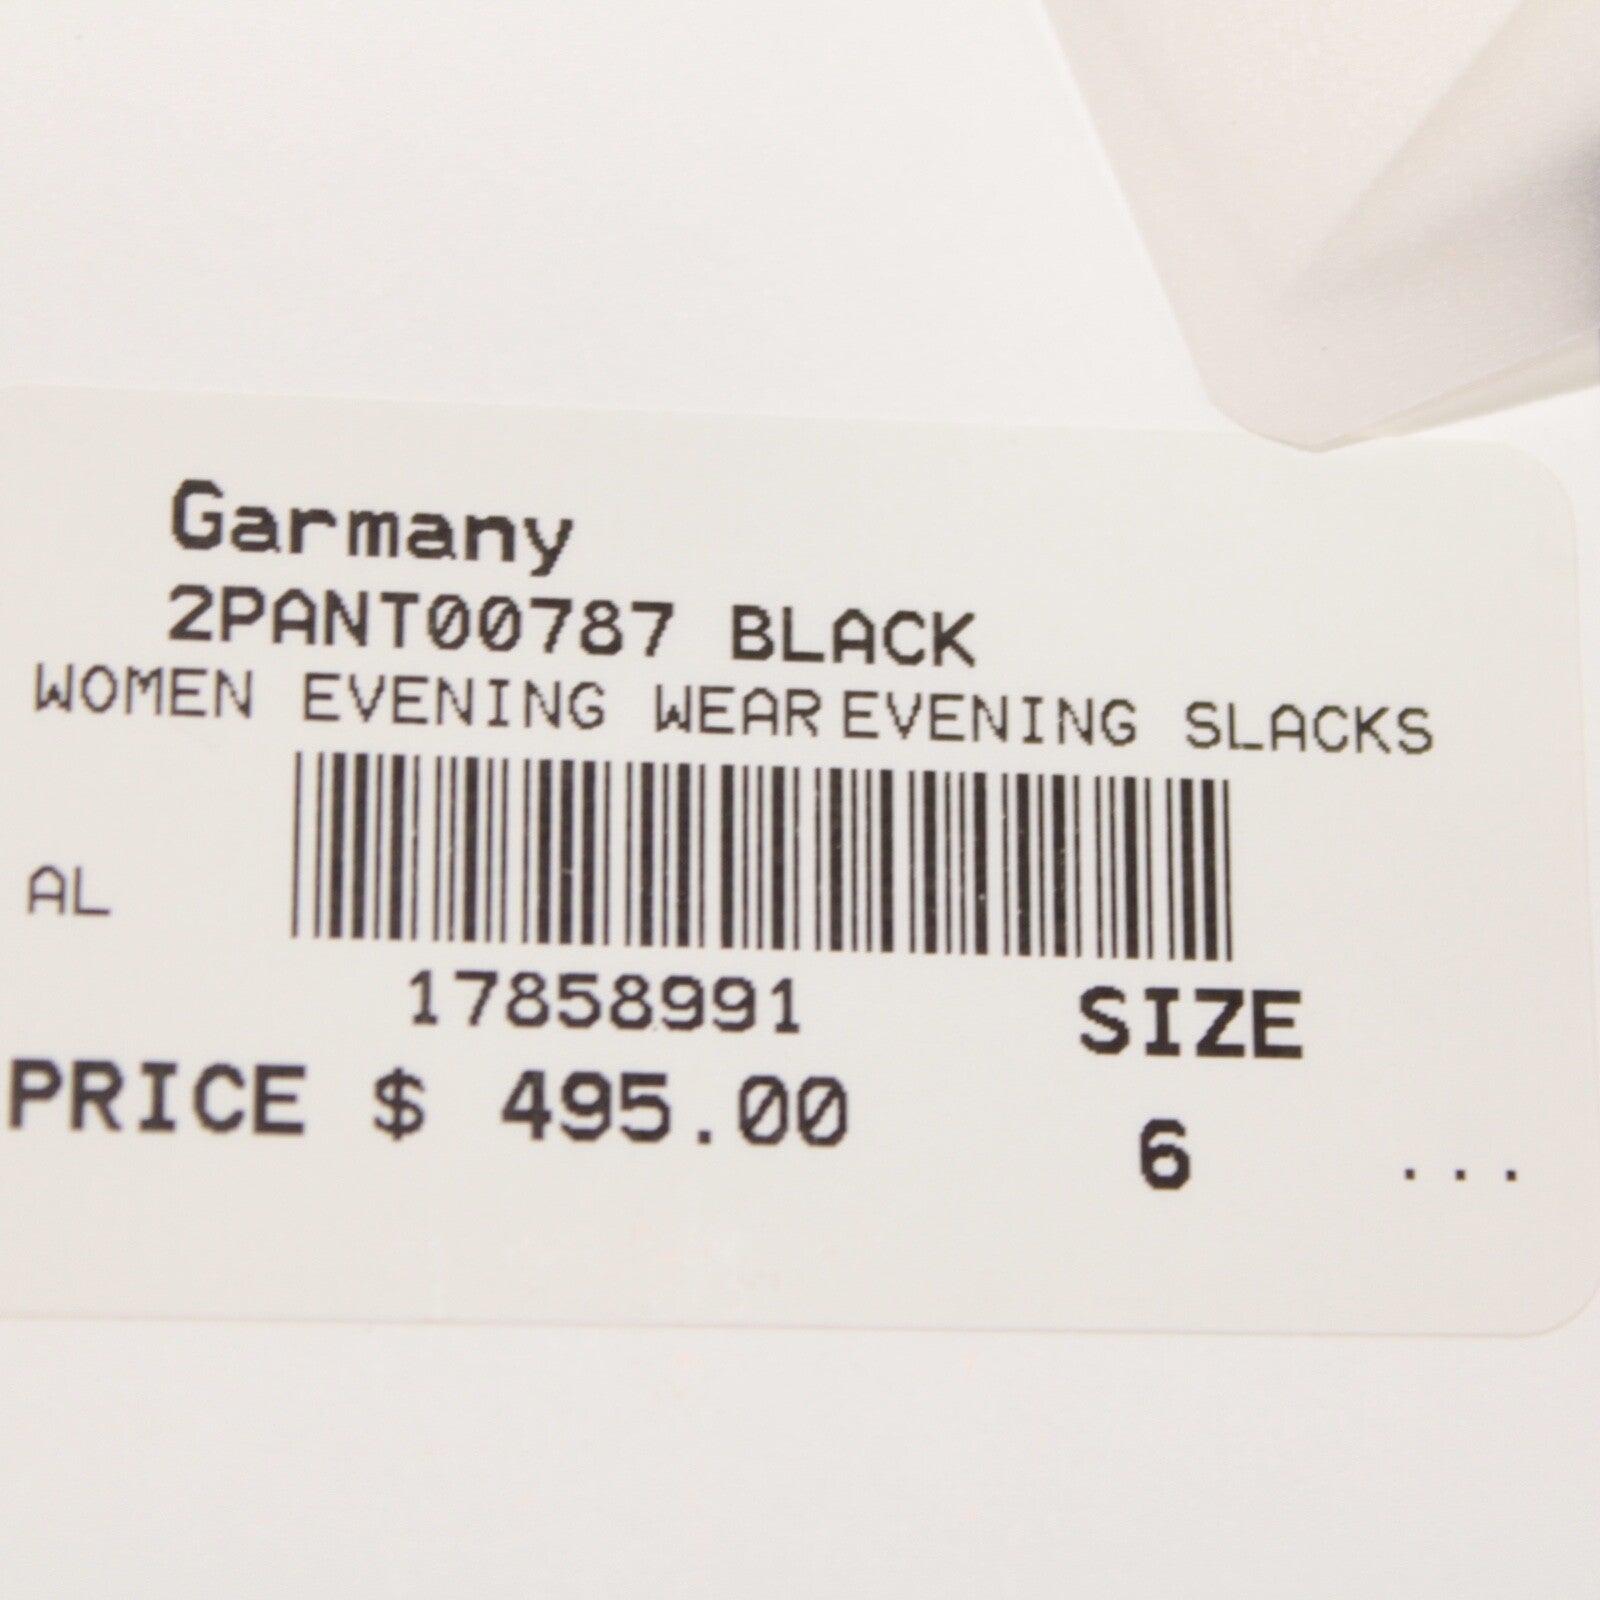 Garmany
2PANT00787 BLACK
WOMEN EVENING WEAR EVENING SLACKS
AL
17858991
SIZE
PRICE $ 495.00
6 ...